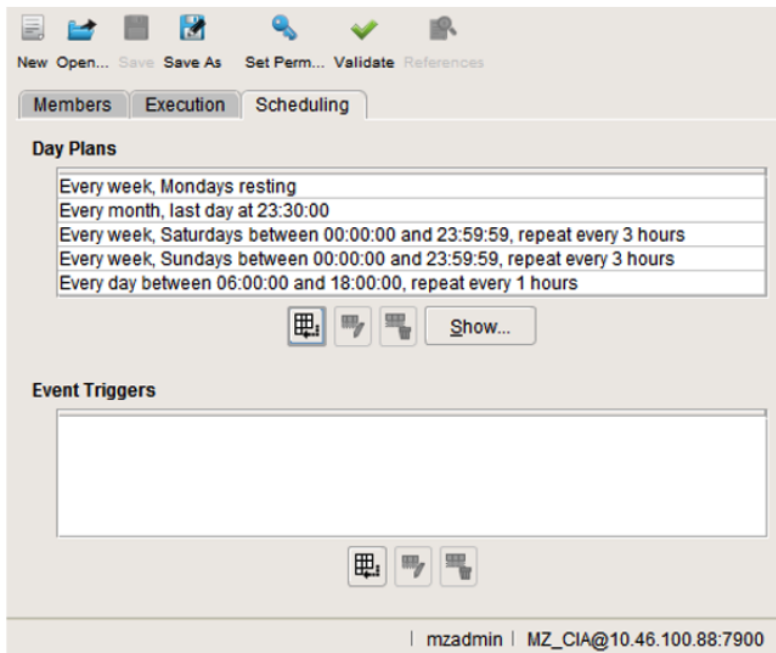 New Open... Save Save As Set Perm... Validate References
Members Execution Scheduling
Day Plans
Every week, Mondays resting
Every month, last day at 23:30:00
Every week, Saturdays between 00:00:00 and 23:59:59, repeat every 3 hours
Every week, Sundays between 00:00:00 and 23:59:59, repeat every 3 hours
Every day between 06:00:00 and 18:00:00, repeat every 1 hours
Show...
Event Triggers
mzadmin MZ_CIA@10.46.100.88:7900